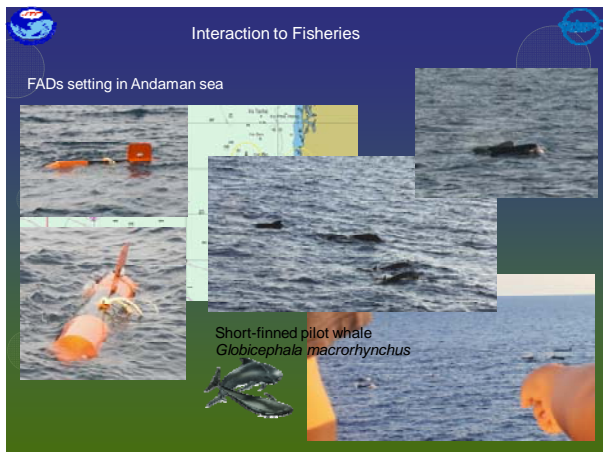 Interaction to Fisheries
FADs setting in Andaman sea
Short-finned pilot whale
Globicephala macrorhynchus